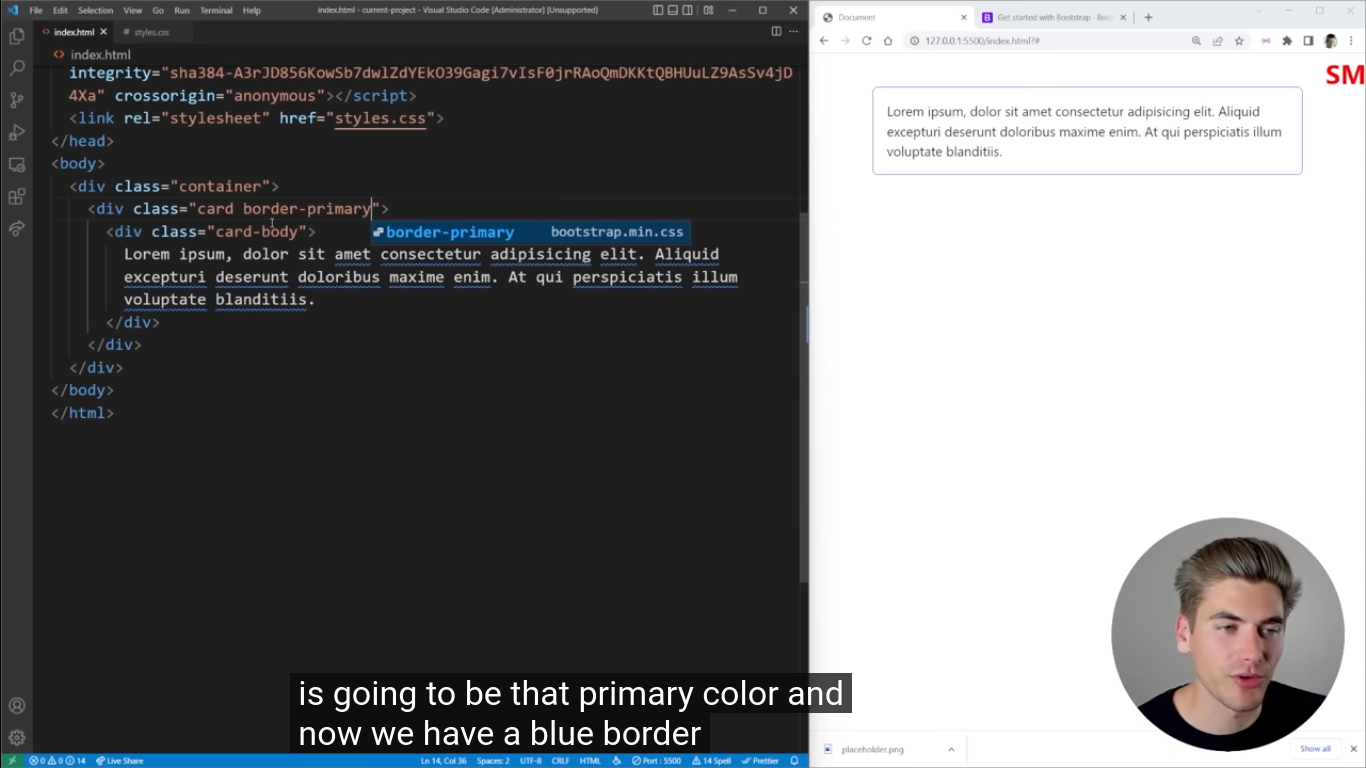 File Edit Selection View Go Run Terminal Help
index.html - current-project - Visual Studio Code [Administrator] [Unsupported]
index.html
styles.css
index.html
integrity="sha384-A3rJD856KowSb7dwlZdYEkO39Gagi7vIsF0jrRAoQmDKKtQBHUuLZ9AsSv4jD
4Xa" crossorigin="anonymous"></script>
<link rel="stylesheet" href="styles.css">
</head>
<body>
<div class="container">
<div class="card border-primary">
<div class="card-body">
border-primary bootstrap.min.css
Lorem ipsum, dolor sit amet consectetur adipisicing elit. Aliquid
excepturi deserunt doloribus maxime enim. At qui perspiciatis illum
voluptate blanditiis.
</div>
</div>
</div>
</body>
</html>
0 0 14 Live Share
Ln 14, Col 36 Spaces: 2 UTF-8 CRLF HTML Port : 5500 14 Spell Prettier
Document
Get started with Bootstrap · Boo
127.0.0.1:5500/index.html?#
SM
Lorem ipsum, dolor sit amet consectetur adipisicing elit. Aliquid
excepturi deserunt doloribus maxime enim. At qui perspiciatis illum
voluptate blanditiis.
placeholder.png
Show all
is going to be that primary color and
now we have a blue border